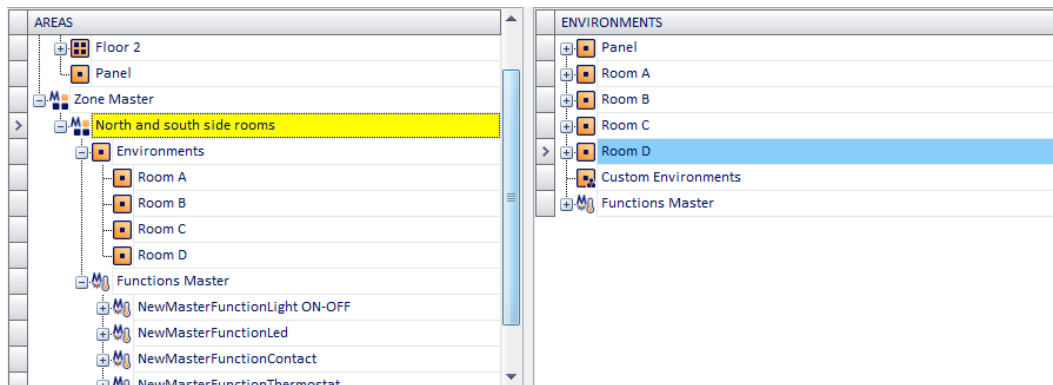 AREAS
Floor 2
Panel
Zone Master
North and south side rooms
Environments
Room A
Room B
Room C
Room D
Functions Master
NewMasterFunctionLight ON-OFF
NewMasterFunctionLed
NewMasterFunctionContact
NewMasterFunctionThermostat
ENVIRONMENTS
Panel
Room A
Room B
Room C
Room D
Custom Environments
Functions Master